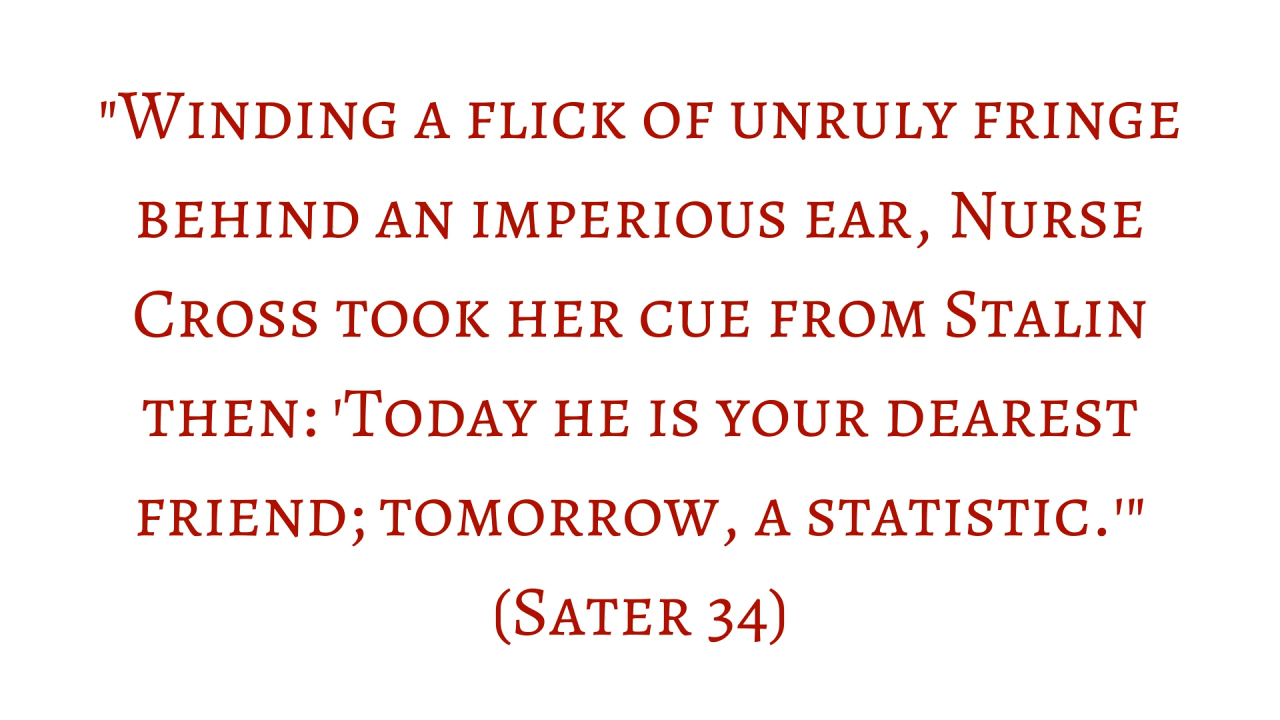 "Winding a flick of unruly fringe
behind an imperious ear, Nurse
Cross took her cue from Stalin
then: 'Today he is your dearest
friend; tomorrow, a statistic.'"
(Sater 34)